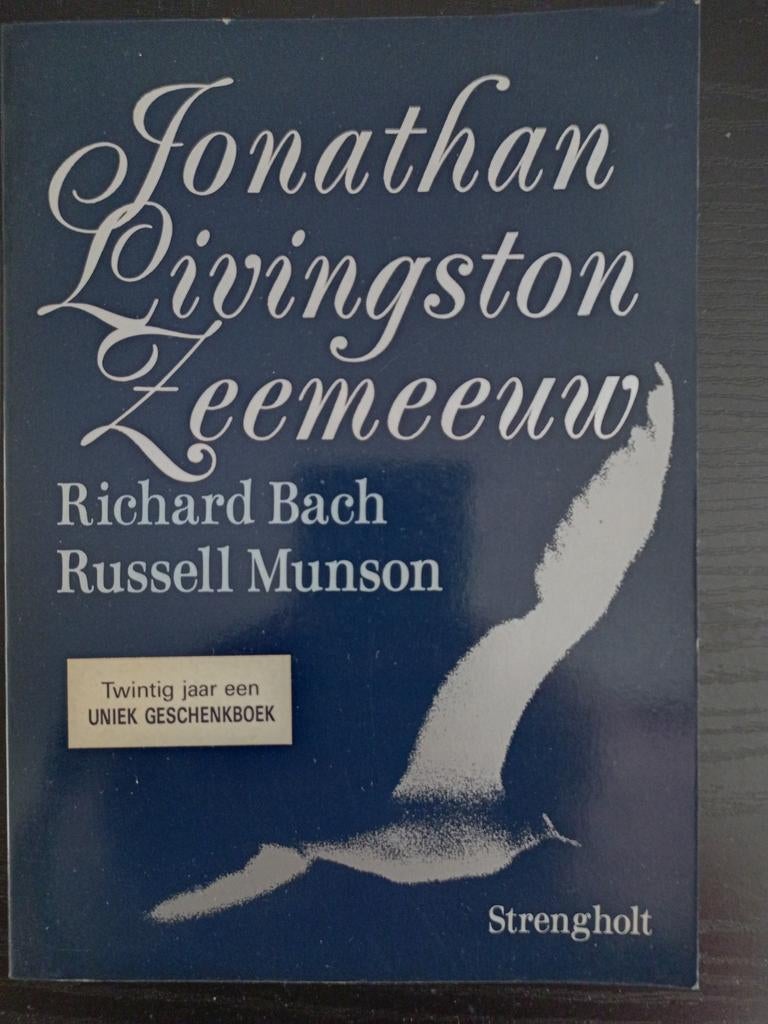 Jonathan
Livingston
Zeemeeuw
Richard Bach
Russell Munson
Twintig jaar een
UNIEK GESCHENKBOEK
Strengholt